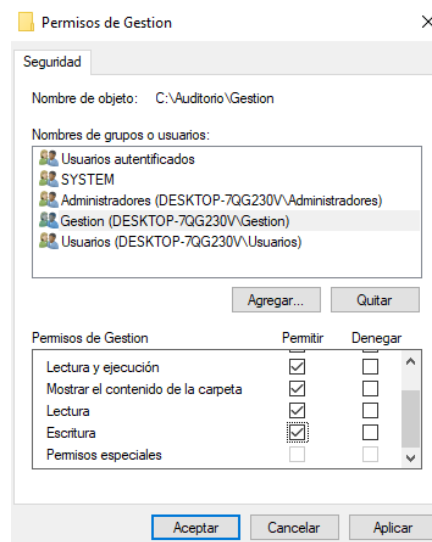 Permisos de Gestion
Seguridad
Nombre de objeto: C:\Auditorio\Gestion
Nombres de grupos o usuarios:
Usuarios autentificados
SYSTEM
Administradores (DESKTOP-7QG230V\Administradores)
Gestion (DESKTOP-7QG230V\Gestion)
Usuarios (DESKTOP-7QG230V\Usuarios)
Agregar... Quitar
Permisos de Gestion Permitir Denegar
Lectura y ejecución
Mostrar el contenido de la carpeta
Lectura
Escritura
Permisos especiales
Aceptar Cancelar Aplicar